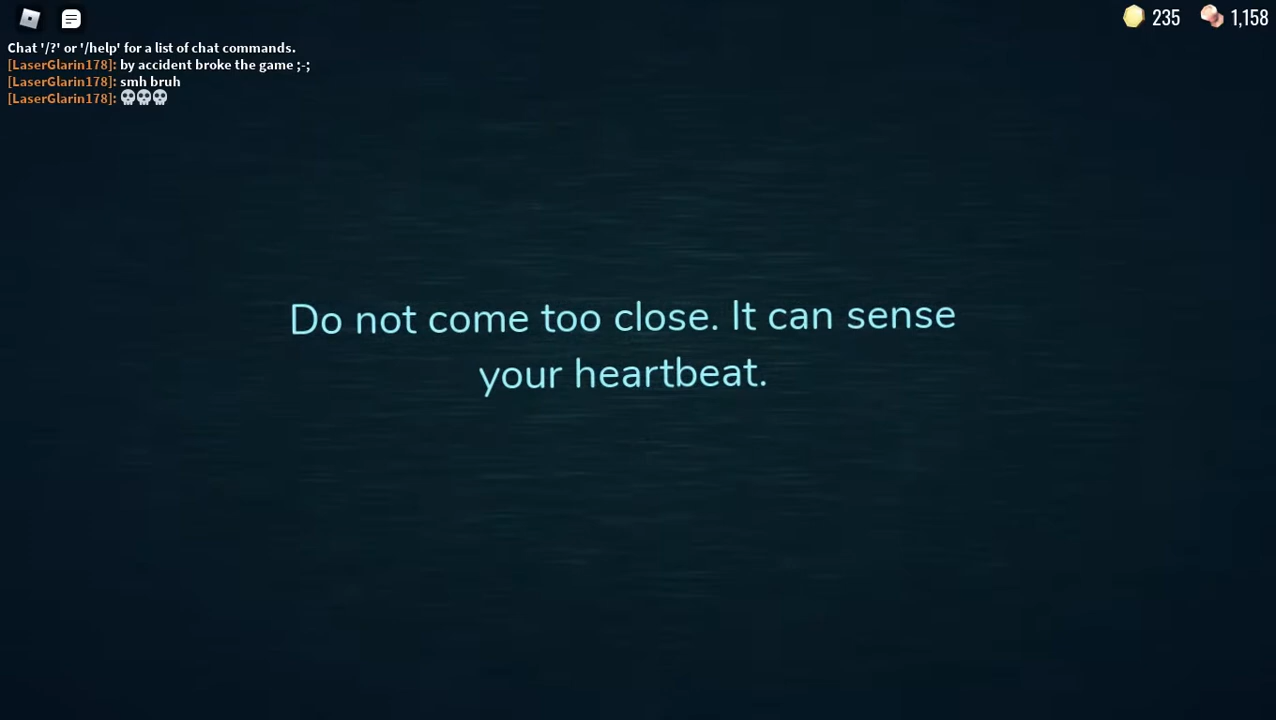 235 1,158
Chat '/?' or '/help' for a list of chat commands.
[LaserGlarin178]: by accident broke the game ;-;
[LaserGlarin178]: smh bruh
[LaserGlarin178]: 💀💀💀
Do not come too close. It can sense
your heartbeat.